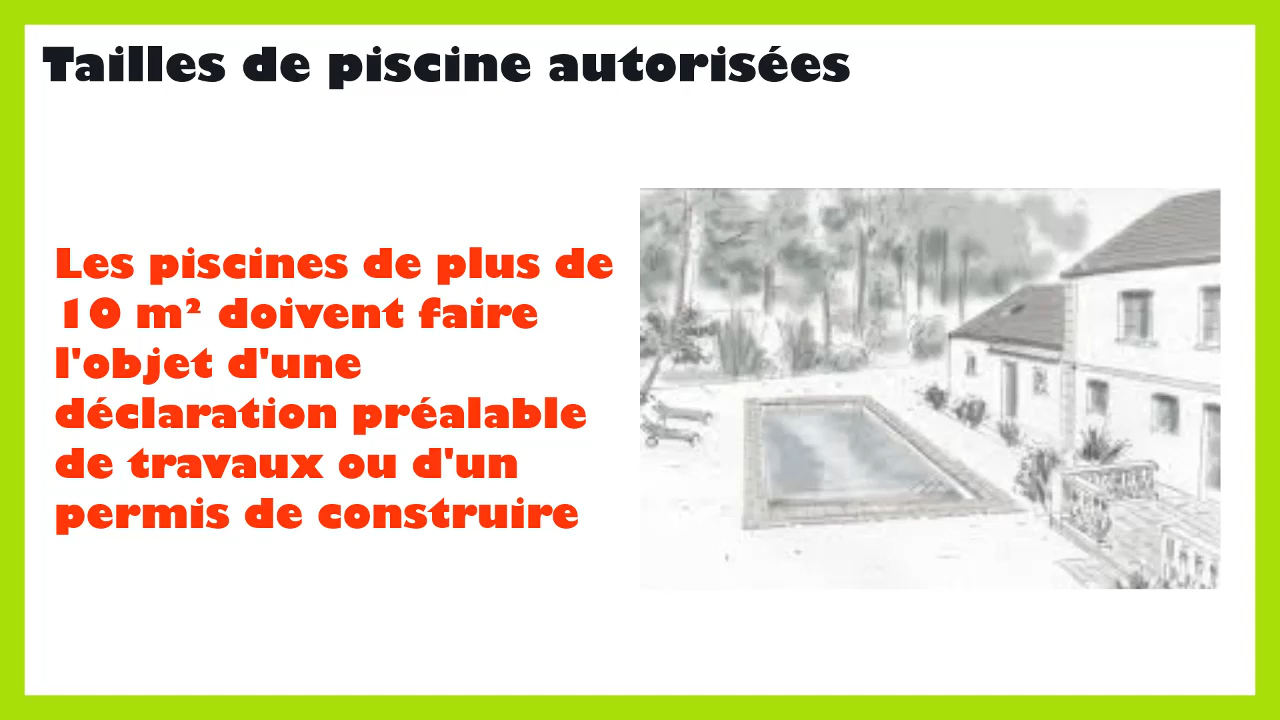 Tailles de piscine autorisées
Les piscines de plus de
10 m² doivent faire
l'objet d'une
déclaration préalable
de travaux ou d'un
permis de construire